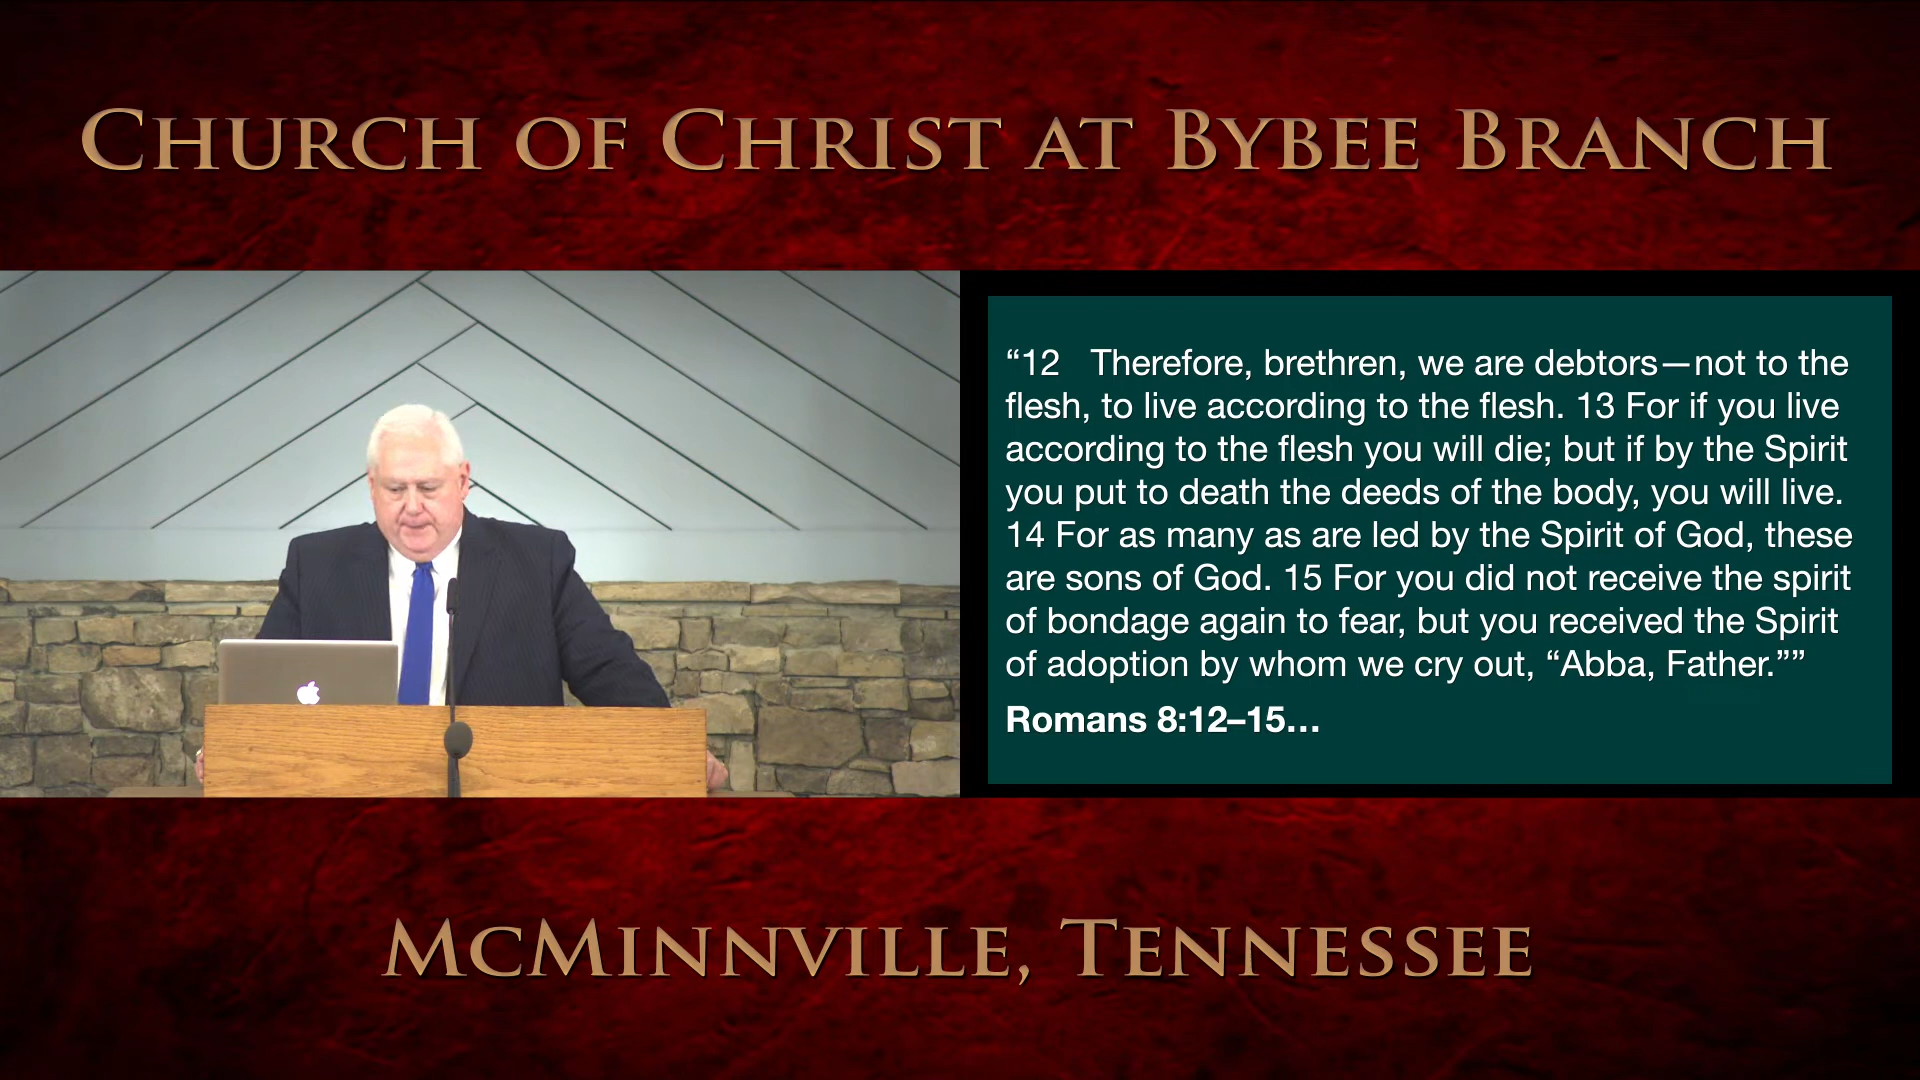 CHURCH OF CHRIST AT BYBEE BRANCH
“12 Therefore, brethren, we are debtors—not to the
flesh, to live according to the flesh. 13 For if you live
according to the flesh you will die; but if by the Spirit
you put to death the deeds of the body, you will live.
14 For as many as are led by the Spirit of God, these
are sons of God. 15 For you did not receive the spirit
of bondage again to fear, but you received the Spirit
of adoption by whom we cry out, “Abba, Father.””
Romans 8:12–15…
MCMINNVILLE, TENNESSEE